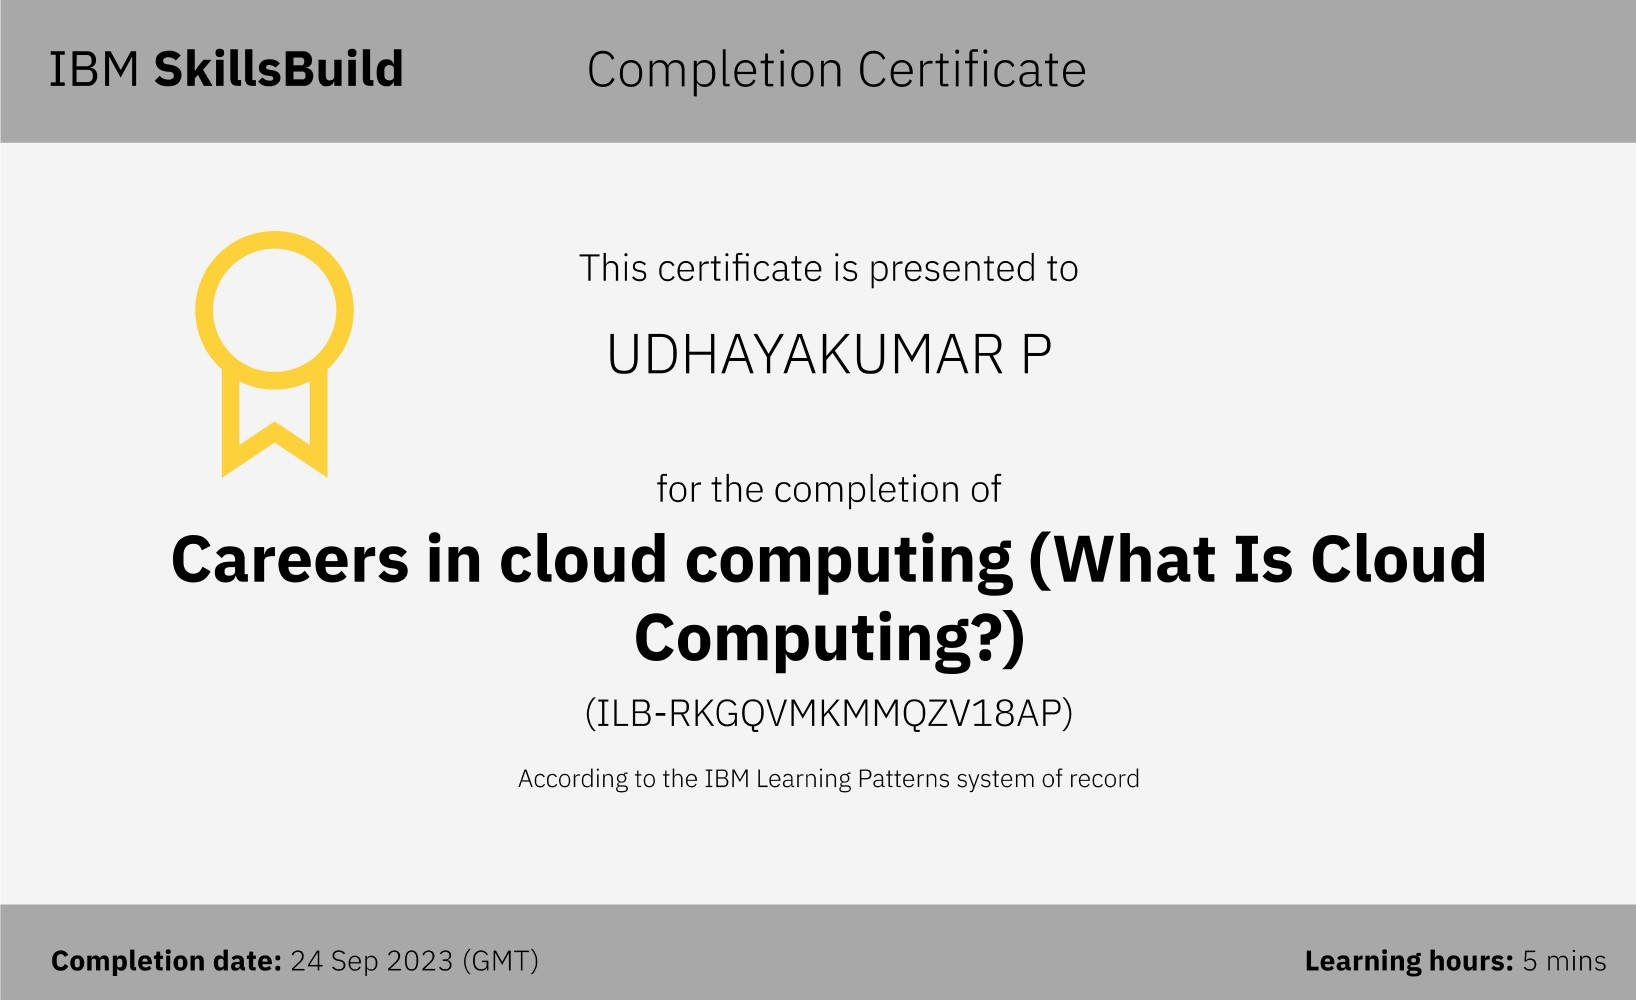 IBM SkillsBuild
Completion Certificate
This certificate is presented to
UDHAYAKUMAR P
for the completion of
Careers in cloud computing (What Is Cloud
Computing?)
(ILB-RKGQVMKMMQZV18AP)
According to the IBM Learning Patterns system of record
Completion date: 24 Sep 2023 (GMT)
Learning hours: 5 mins